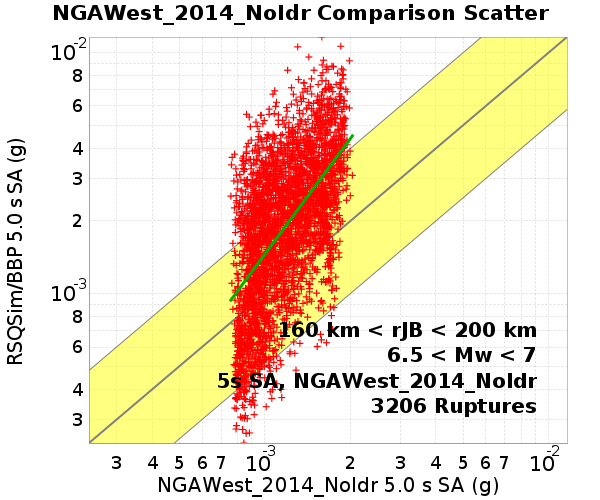 NGAWest_2014_NoIdr Comparison Scatter
10-2
8
6
4
3
2
10-3
8
6
4
3
RSQSim/BBP 5.0 s SA (g)
160 km < rJB < 200 km
6.5 < Mw < 7
5s SA, NGAWest_2014_NoIdr
3206 Ruptures
3 4 5 6 7 10-3 2 3 4 5 6 7 10-2
NGAWest_2014_NoIdr 5.0 s SA (g)